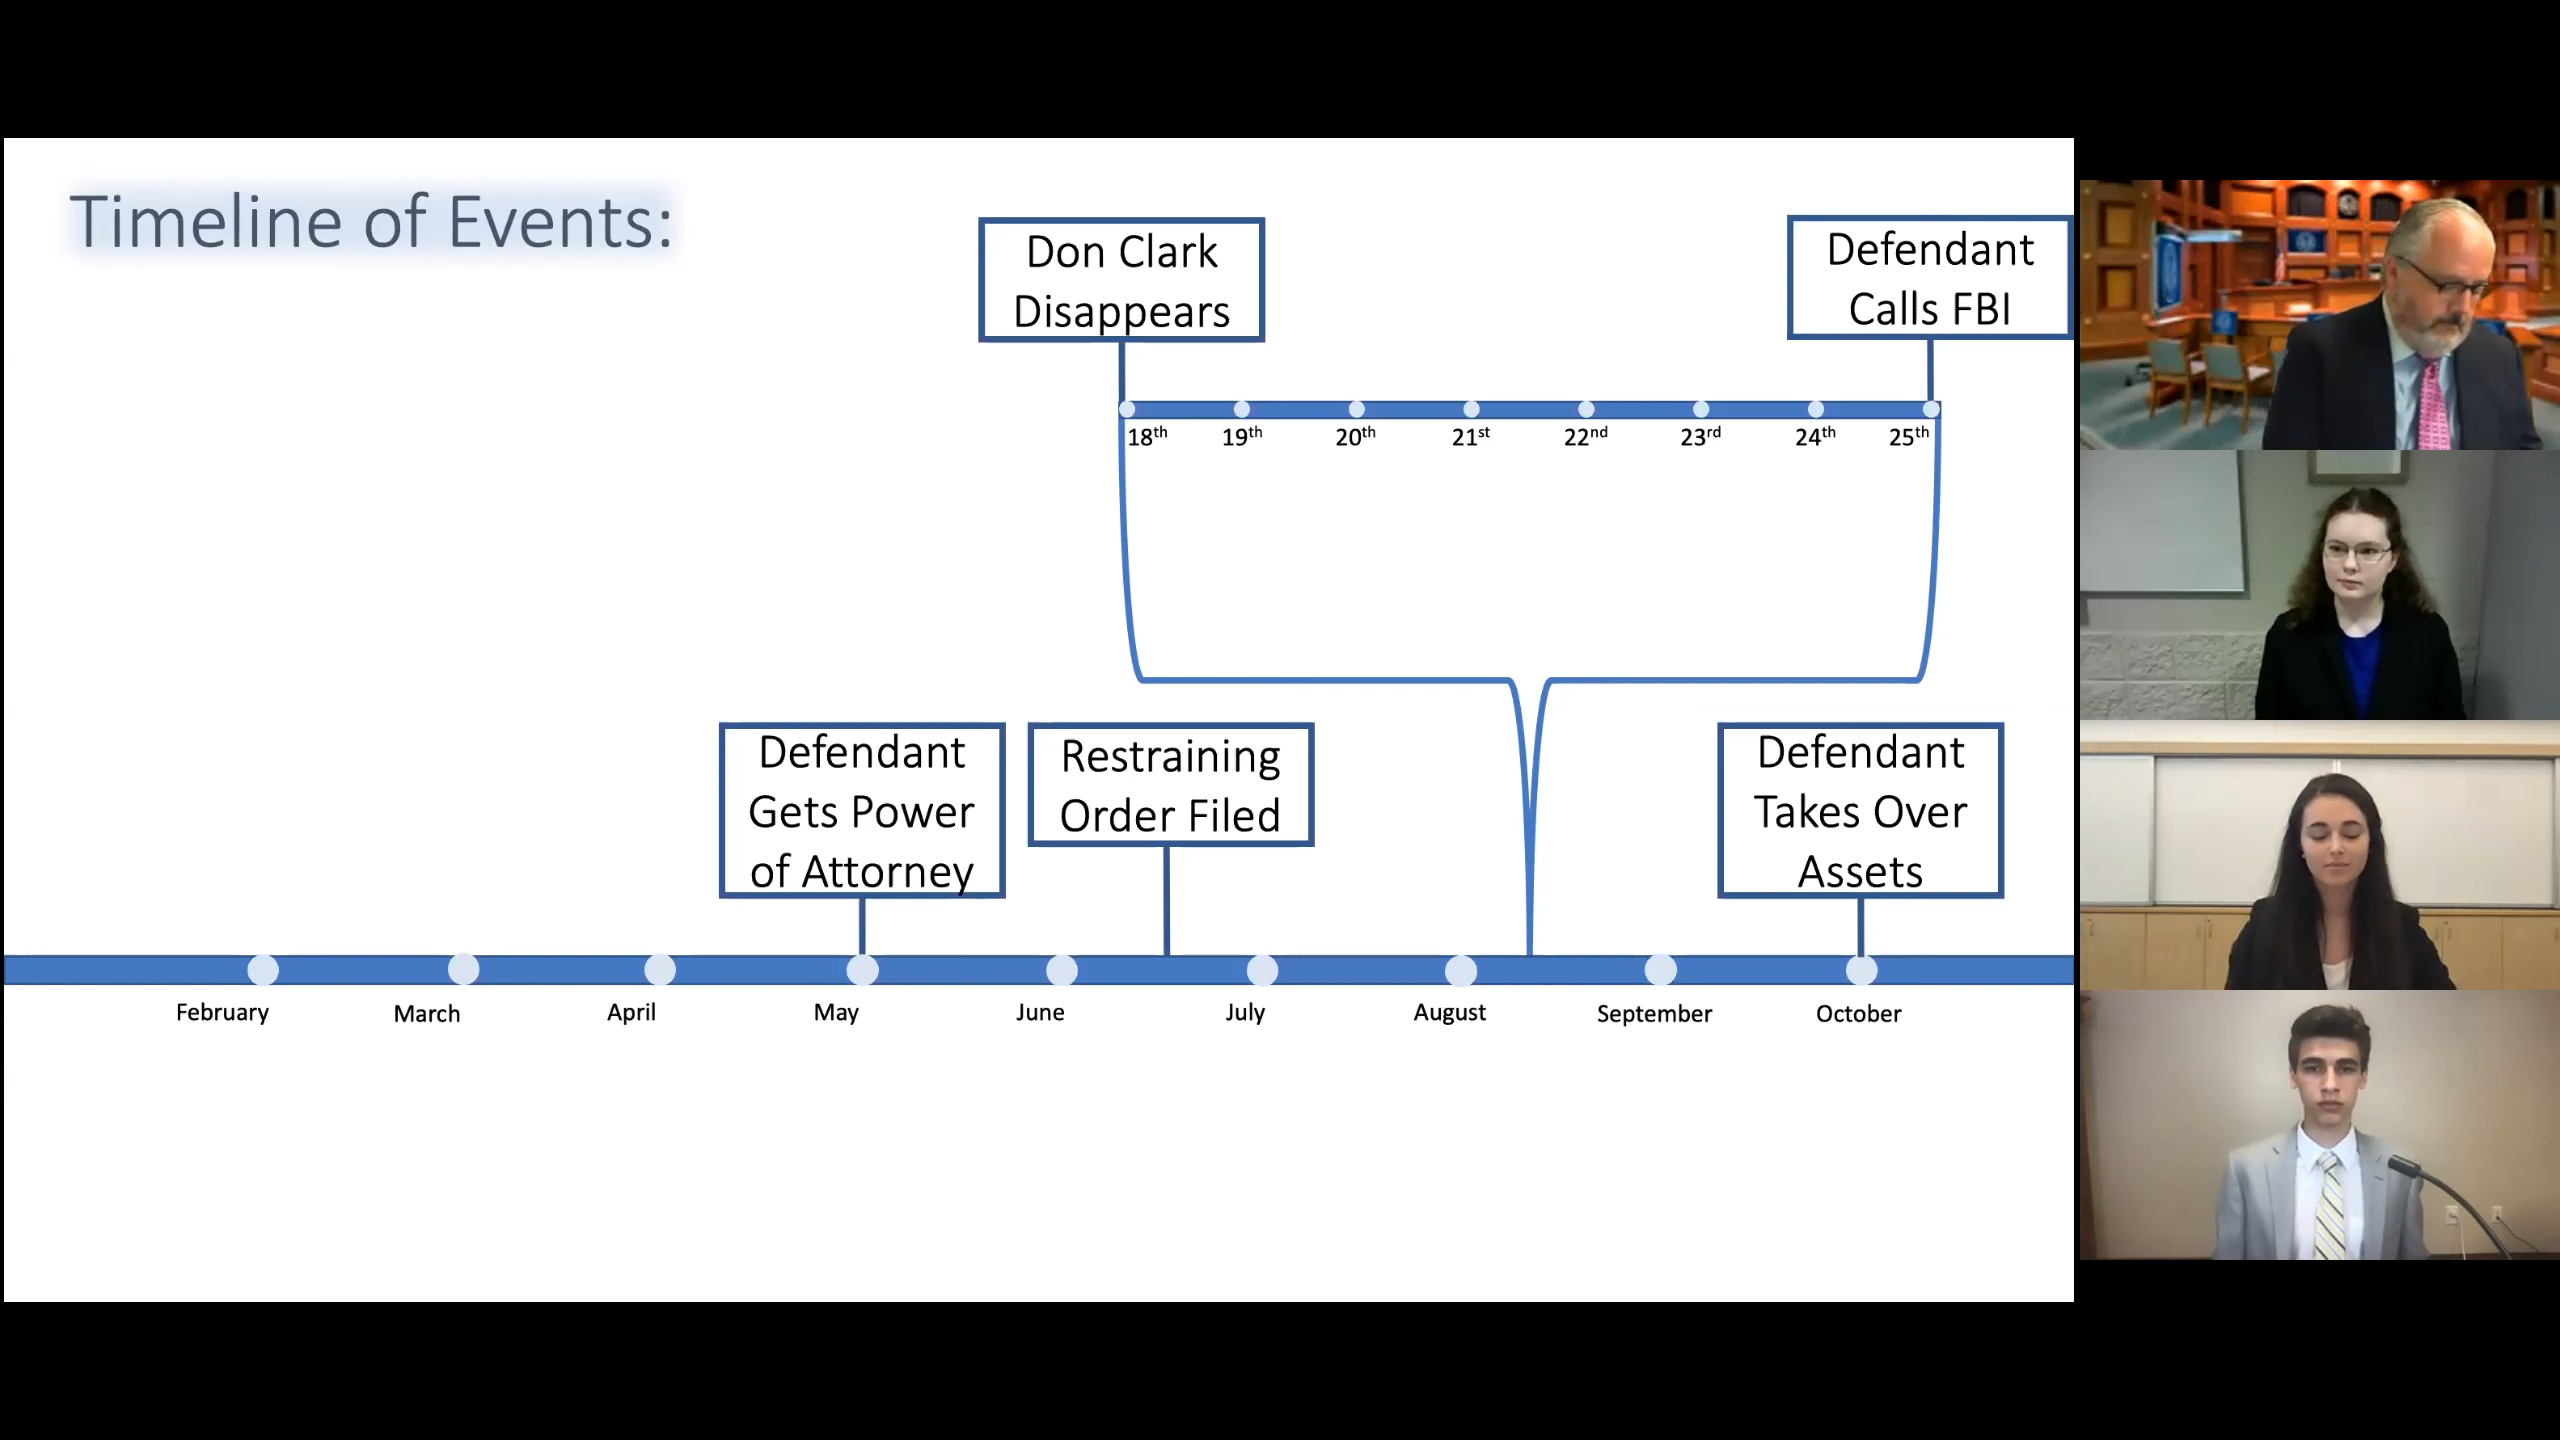 Timeline of Events:
Don Clark
Disappears
Defendant
Calls FBI
18th
19th
20th
21st
22nd
23rd
24th
25th
Defendant
Gets Power
of Attorney
Restraining
Order Filed
Defendant
Takes Over
Assets
February
March
April
May
June
July
August
September
October